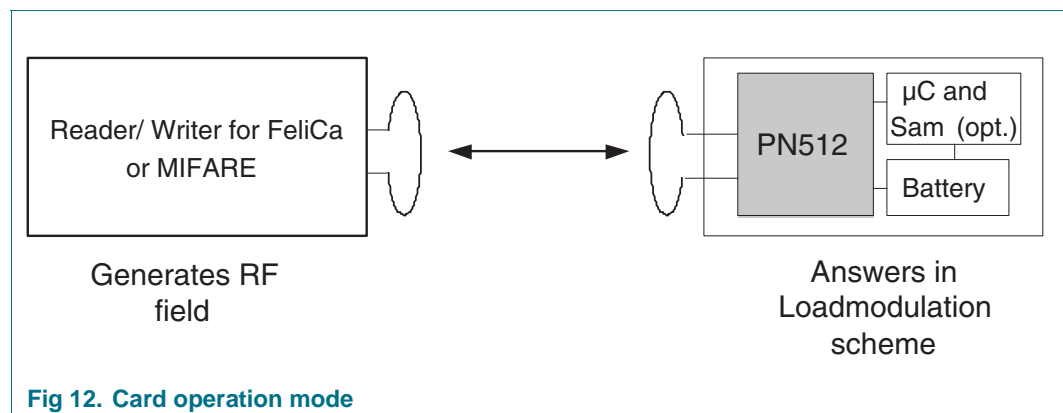 Reader/ Writer for FeliCa
or MIFARE
PN512
µC and
Sam (opt.)
Battery
Generates RF
field
Answers in
Loadmodulation
scheme
Fig 12. Card operation mode